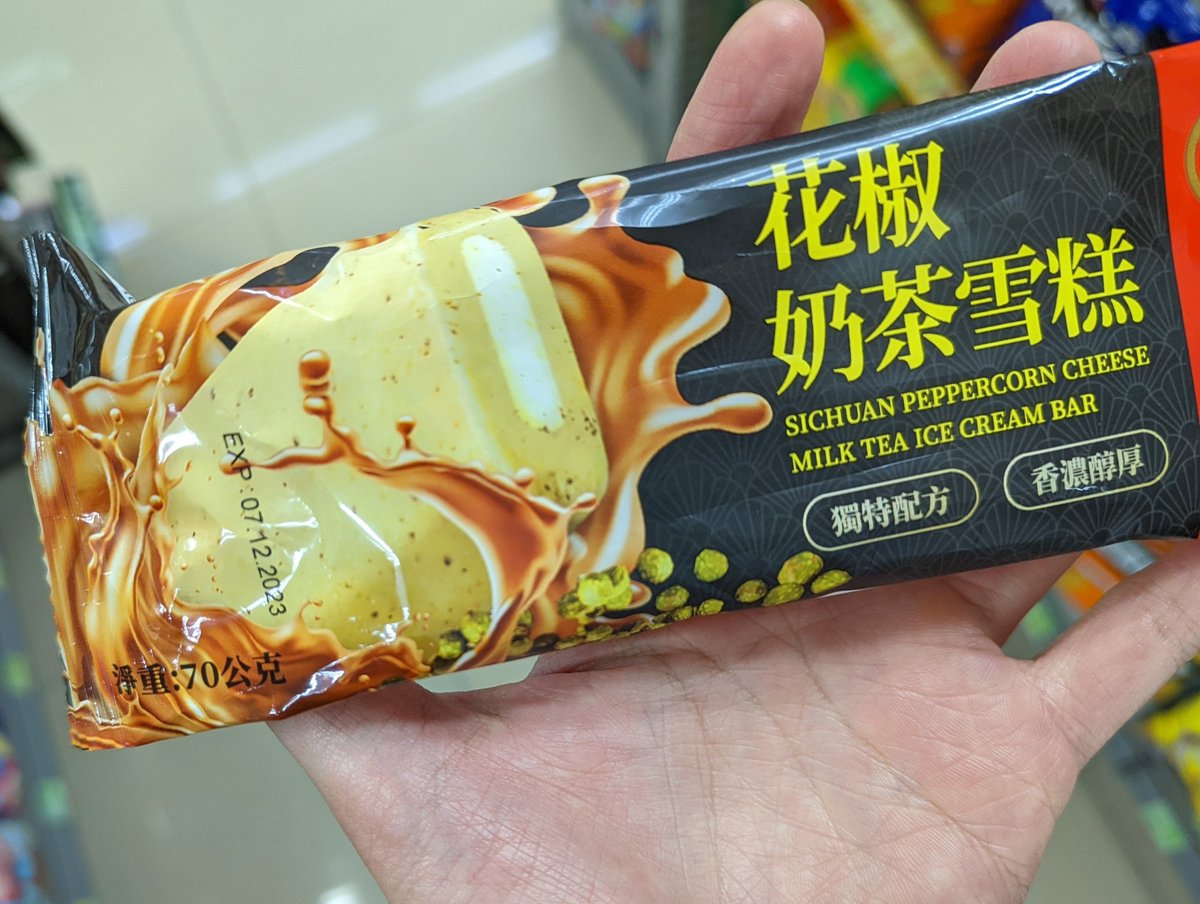 花椒
奶茶雪糕
SICHUAN PEPPERCORN CHEESE
MILK TEA ICE CREAM BAR
獨特配方
香濃醇厚
EXP:07.12.2023
淨重:70公克